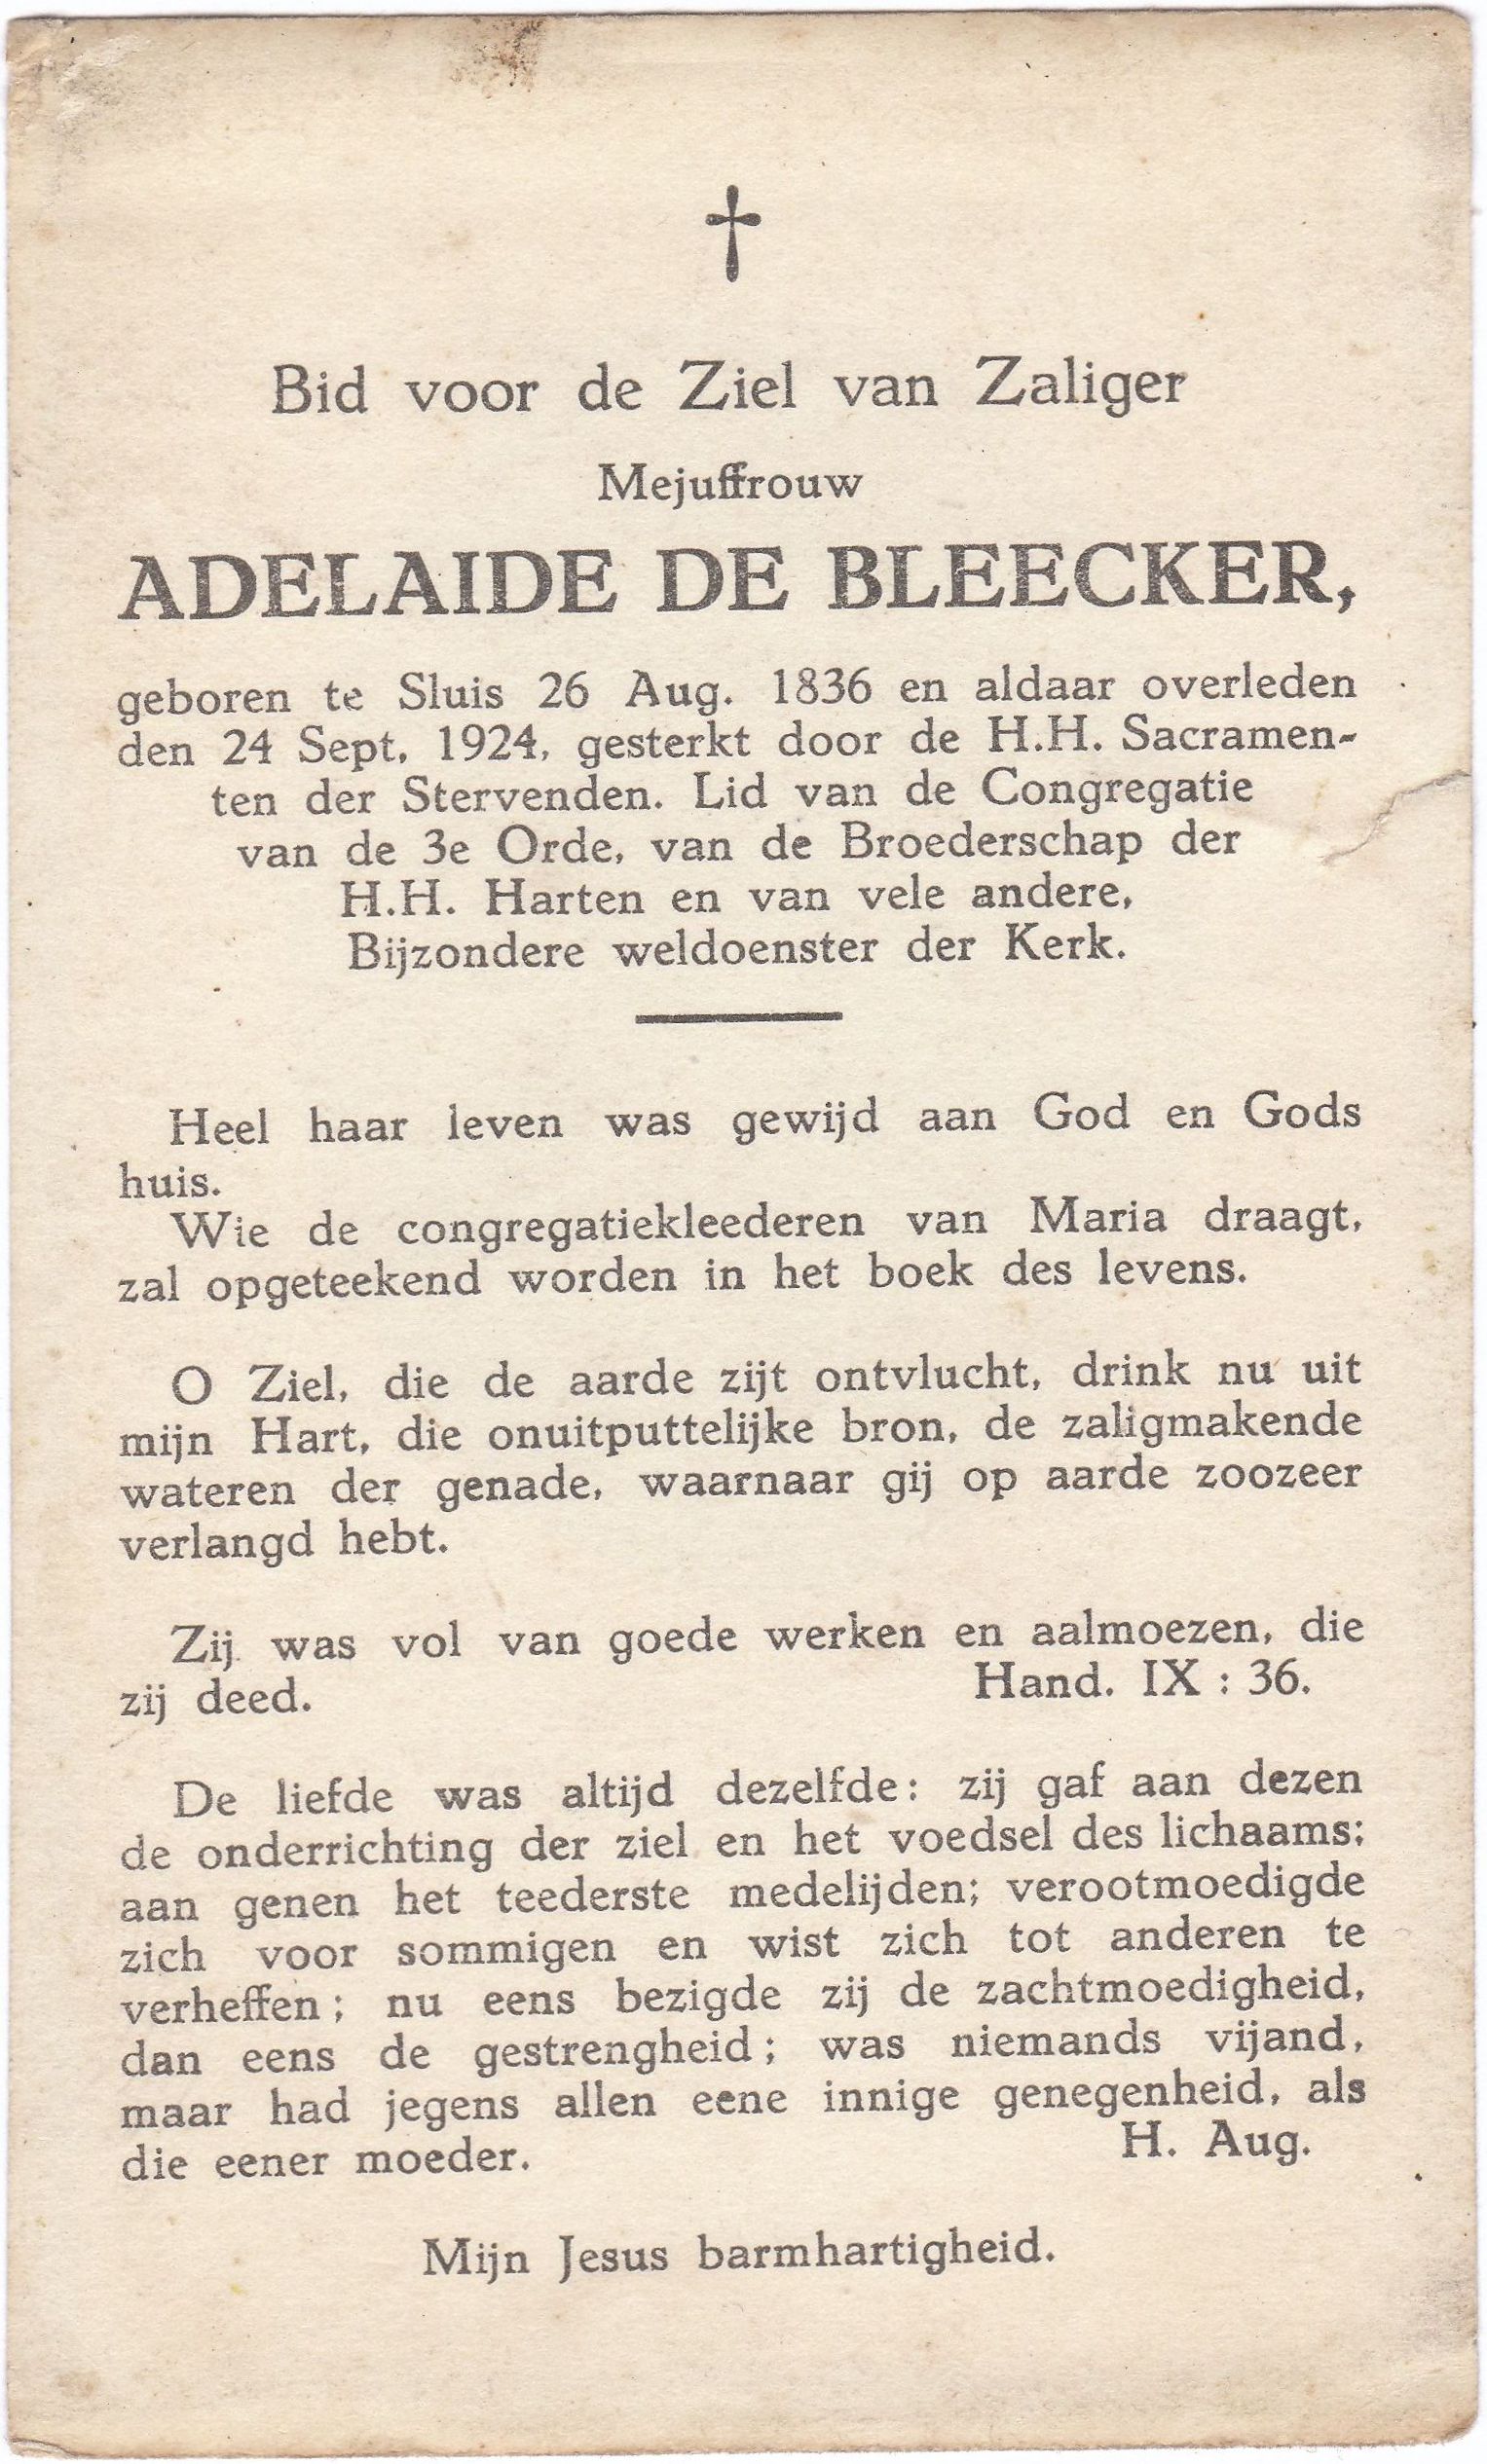 Bid voor de Ziel van Zaliger
Mejuffrouw
ADELAIDE DE BLEECKER,
geboren te Sluis 26 Aug. 1836 en aldaar overleden
den 24 Sept. 1924, gesterkt door de H.H. Sacramen-
ten der Stervenden. Lid van de Congregatie
van de 3e Orde, van de Broederschap der
H.H. Harten en van vele andere,
Bijzondere weldoenster der Kerk.
Heel haar leven was gewijd aan God en Gods
huis.
Wie de congregatiekleederen van Maria draagt,
zal opgeteekend worden in het boek des levens.
O Ziel, die de aarde zijt ontvlucht, drink nu uit
mijn Hart, die onuitputtelijke bron, de zaligmakende
wateren der genade, waarnaar gij op aarde zoozeer
verlangd hebt.
Zij was vol van goede werken en aalmoezen, die
zij deed. Hand. IX : 36.
De liefde was altijd dezelfde: zij gaf aan dezen
de onderrichting der ziel en het voedsel des lichaams;
aan genen het teederste medelijden; verootmoedigde
zich voor sommigen en wist zich tot anderen te
verheffen; nu eens bezigde zij de zachtmoedigheid,
dan eens de gestrengheid; was niemands vijand,
maar had jegens allen eene innige genegenheid, als
die eener moeder. H. Aug.
Mijn Jesus barmhartigheid.